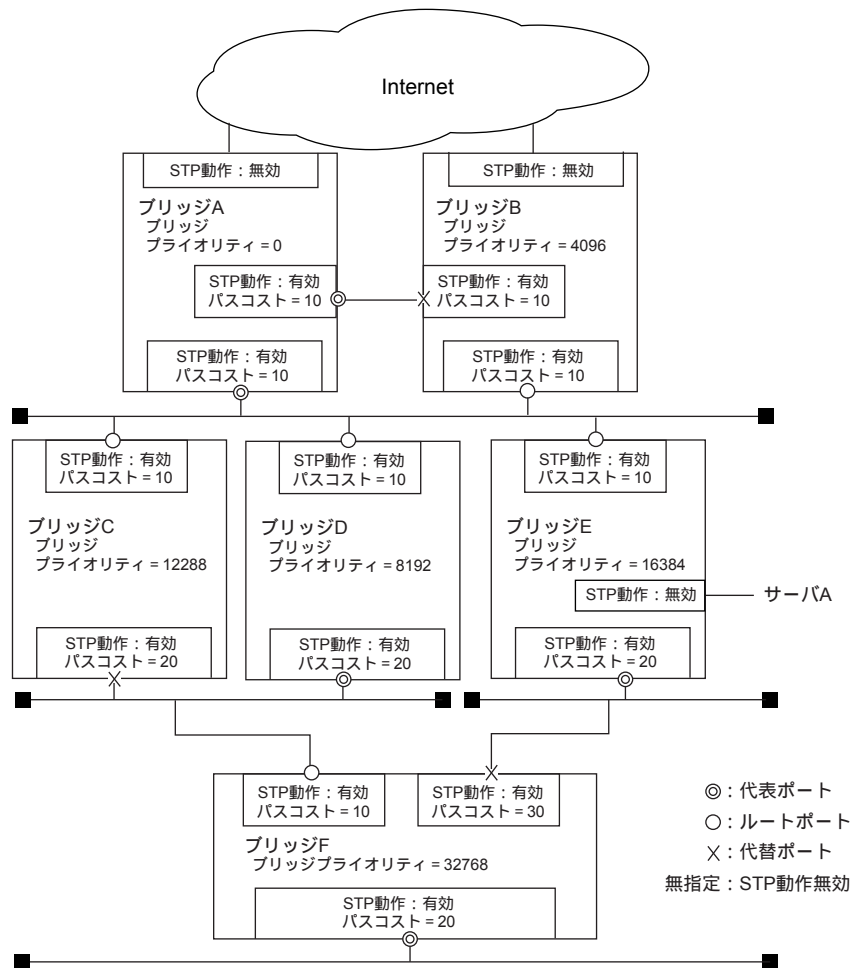 Internet
STP動作：無効
STP動作：無効
ブリッジA
ブリッジ
プライオリティ = 0
ブリッジB
ブリッジ
プライオリティ = 4096
STP動作：有効
パスコスト = 10
STP動作：有効
パスコスト = 10
STP動作：有効
パスコスト = 10
STP動作：有効
パスコスト = 10
STP動作：有効
パスコスト = 10
STP動作：有効
パスコスト = 10
STP動作：有効
パスコスト = 10
ブリッジC
ブリッジ
プライオリティ = 12288
ブリッジD
ブリッジ
プライオリティ = 8192
ブリッジE
ブリッジ
プライオリティ = 16384
STP動作：無効
サーバA
STP動作：有効
パスコスト = 20
STP動作：有効
パスコスト = 20
STP動作：有効
パスコスト = 20
STP動作：有効
パスコスト = 10
STP動作：有効
パスコスト = 30
ブリッジF
ブリッジプライオリティ = 32768
STP動作：有効
パスコスト = 20
◎：代表ポート
○：ルートポート
×：代替ポート
無指定：STP動作無効